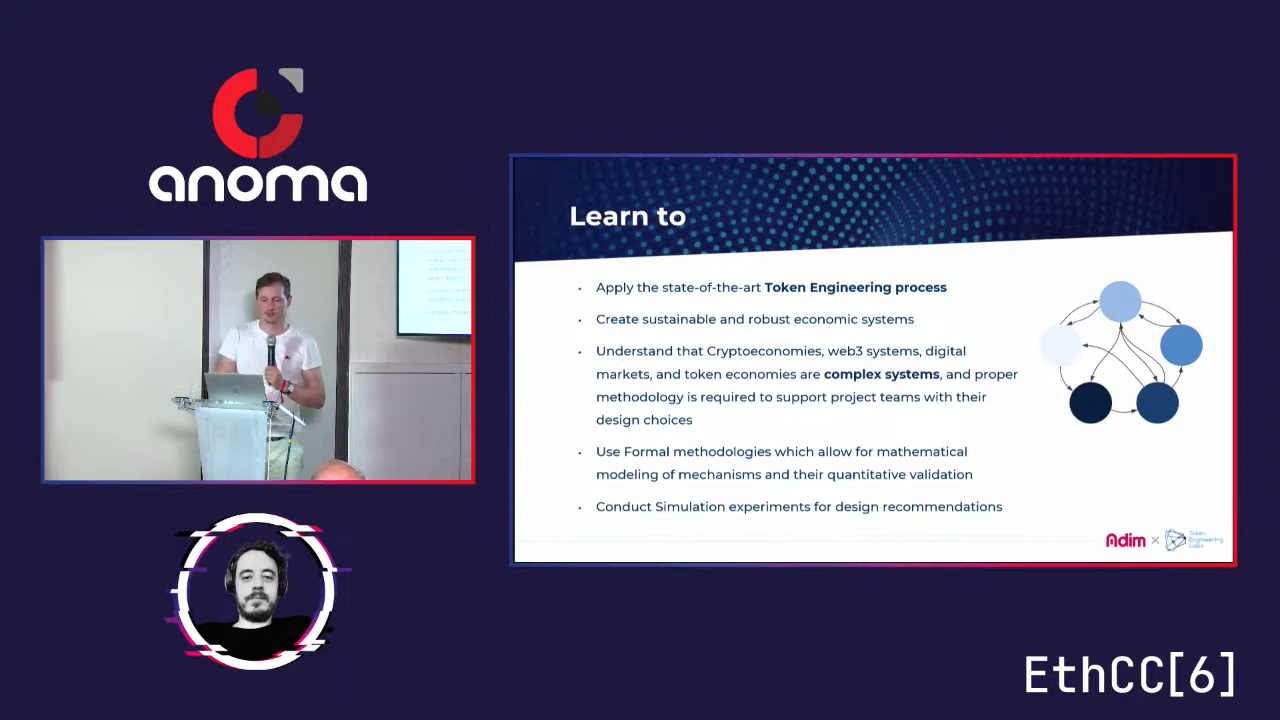 anoma
Learn to
• Apply the state-of-the-art Token Engineering process
• Create sustainable and robust economic systems
• Understand that Cryptoeconomies, web3 systems, digital
markets, and token economies are complex systems, and proper
methodology is required to support project teams with their
design choices
• Use Formal methodologies which allow for mathematical
modeling of mechanisms and their quantitative validation
• Conduct Simulation experiments for design recommendations
Adim × Token
Engineering
Labs
EthCC[6]